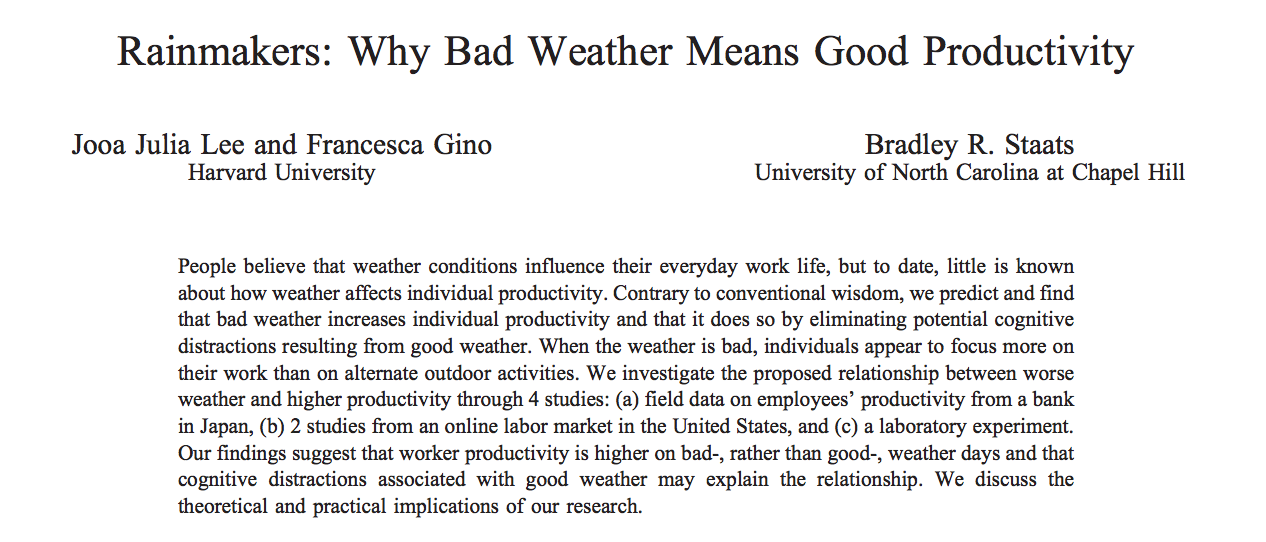 Rainmakers: Why Bad Weather Means Good Productivity
Jooa Julia Lee and Francesca Gino
Harvard University
Bradley R. Staats
University of North Carolina at Chapel Hill
People believe that weather conditions influence their everyday work life, but to date, little is known
about how weather affects individual productivity. Contrary to conventional wisdom, we predict and find
that bad weather increases individual productivity and that it does so by eliminating potential cognitive
distractions resulting from good weather. When the weather is bad, individuals appear to focus more on
their work than on alternate outdoor activities. We investigate the proposed relationship between worse
weather and higher productivity through 4 studies: (a) field data on employees' productivity from a bank
in Japan, (b) 2 studies from an online labor market in the United States, and (c) a laboratory experiment.
Our findings suggest that worker productivity is higher on bad-, rather than good-, weather days and that
cognitive distractions associated with good weather may explain the relationship. We discuss the
theoretical and practical implications of our research.